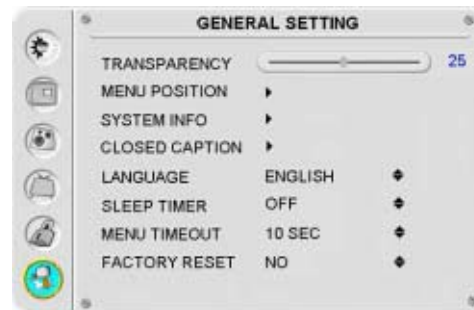 GENERAL SETTING
TRANSPARENCY 25
MENU POSITION
SYSTEM INFO
CLOSED CAPTION
LANGUAGE ENGLISH
SLEEP TIMER OFF
MENU TIMEOUT 10 SEC
FACTORY RESET NO